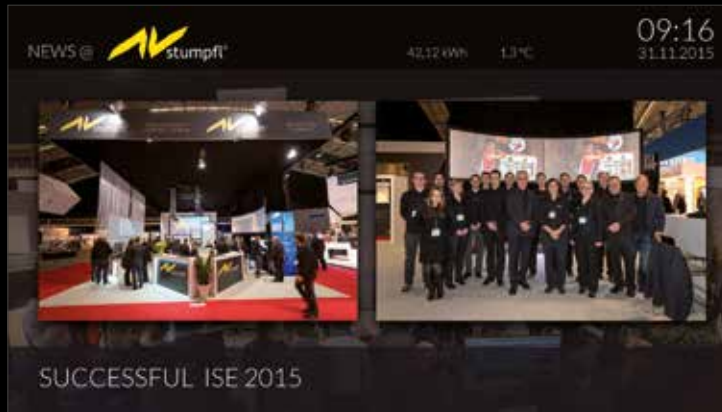 NEWS @ AV stumpfl®
42,12 kWh 1.3 °C
09:16
31.11.2015
SUCCESSFUL ISE 2015